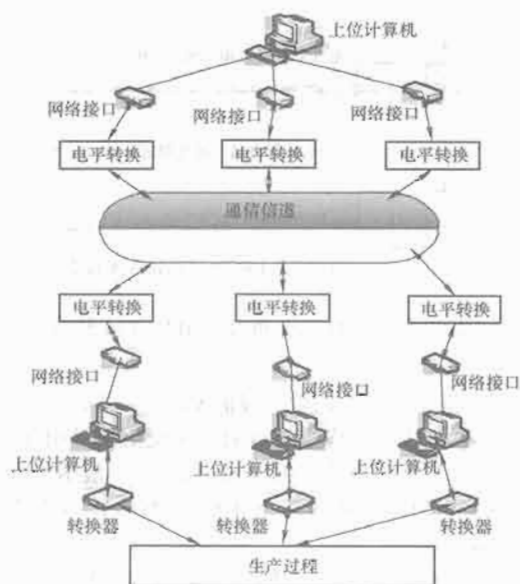 上位计算机
网络接口
网络接口
网络接口
电平转换
电平转换
电平转换
通信信道
电平转换
电平转换
电平转换
网络接口
网络接口
网络接口
上位计算机
上位计算机
上位计算机
转换器
转换器
转换器
生产过程